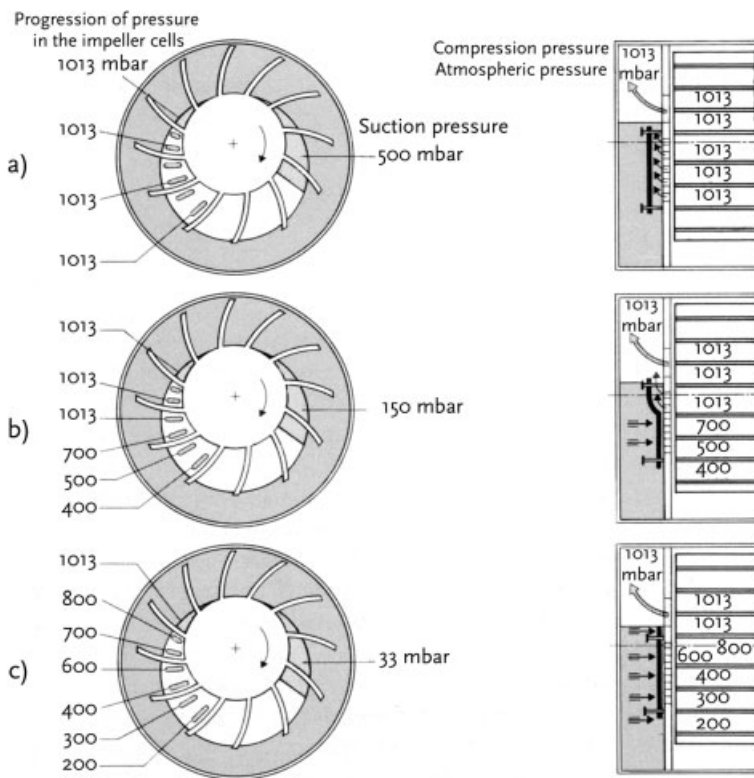 Progression of pressure
in the impeller cells
1013 mbar
1013
1013
1013
a)
Suction pressure
500 mbar
Compression pressure
Atmospheric pressure
1013
mbar
1013
1013
1013
1013
1013
1013
1013
1013
700
500
400
b)
150 mbar
1013
mbar
1013
1013
1013
700
500
400
1013
800
700
600
400
300
200
c)
33 mbar
1013
mbar
1013
1013
800
600
400
300
200